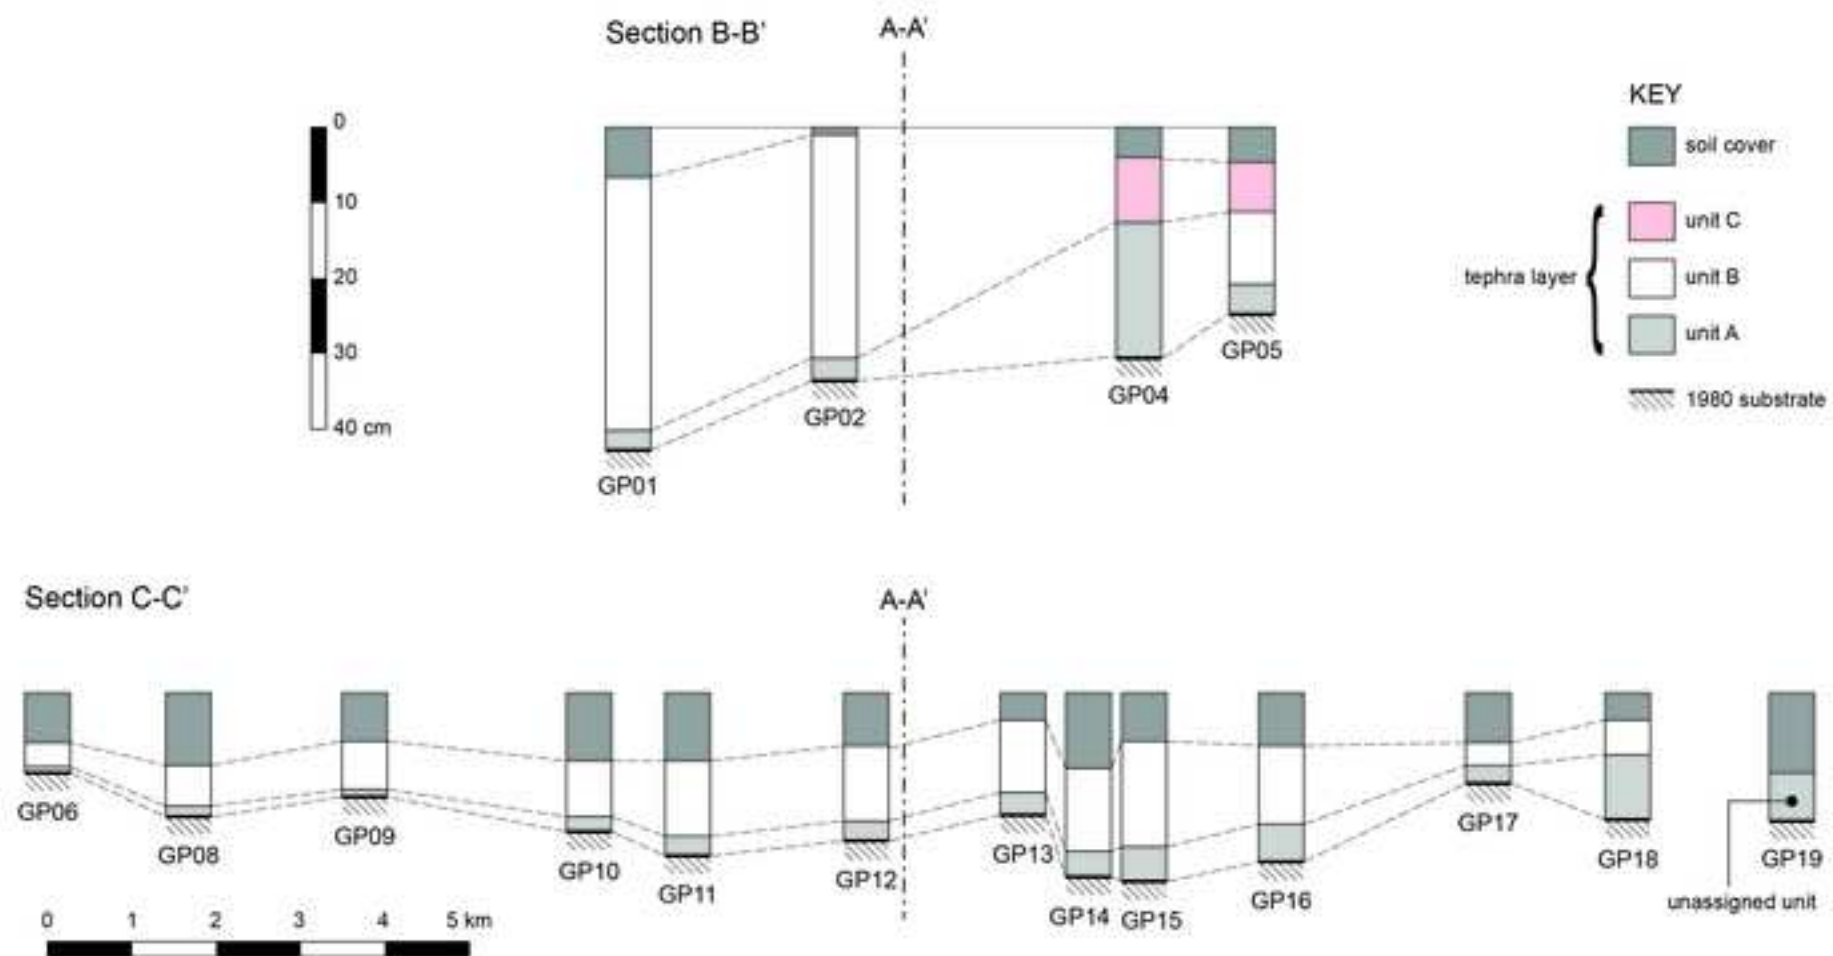 Section B-B'
A-A'
0
10
20
30
40 cm
GP01
GP02
GP04
GP05
KEY
soil cover
unit C
unit B
unit A
tephra layer
1980 substrate
Section C-C'
A-A'
GP06
GP08
GP09
GP10
GP11
GP12
GP13
GP14
GP15
GP16
GP17
GP18
GP19
unassigned unit
0 1 2 3 4 5 km